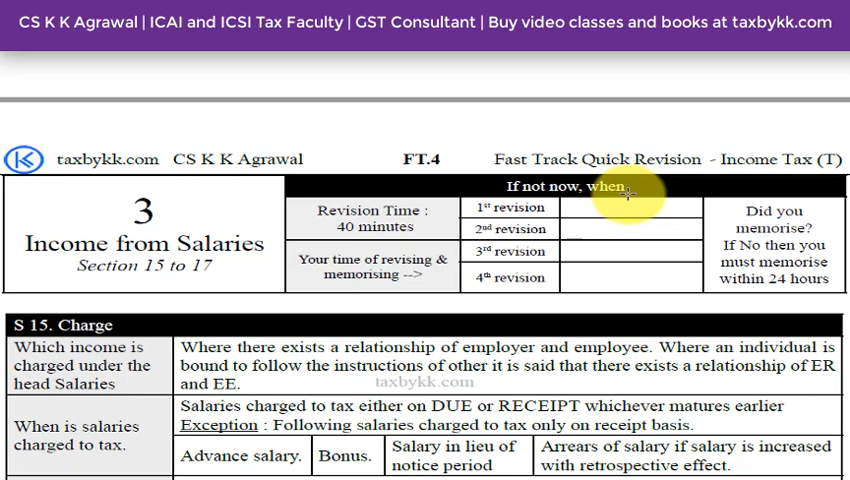 CS K K Agrawal | ICAI and ICSI Tax Faculty | GST Consultant | Buy video classes and books at taxbykk.com
taxbykk.com CS K K Agrawal FT.4 Fast Track Quick Revision - Income Tax (T)
3
Income from Salaries
Section 15 to 17
If not now, when
Revision Time :
40 minutes
Your time of revising &
memorising -->
1st revision
2nd revision
3rd revision
4th revision
Did you
memorise?
If No then you
must memorise
within 24 hours
S 15. Charge
Which income is
charged under the
head Salaries
Where there exists a relationship of employer and employee. Where an individual is
bound to follow the instructions of other it is said that there exists a relationship of ER
and EE.
taxbykk.com
When is salaries
charged to tax.
Salaries charged to tax either on DUE or RECEIPT whichever matures earlier
Exception : Following salaries charged to tax only on receipt basis.
Advance salary.
Bonus.
Salary in lieu of
notice period
Arrears of salary if salary is increased
with retrospective effect.